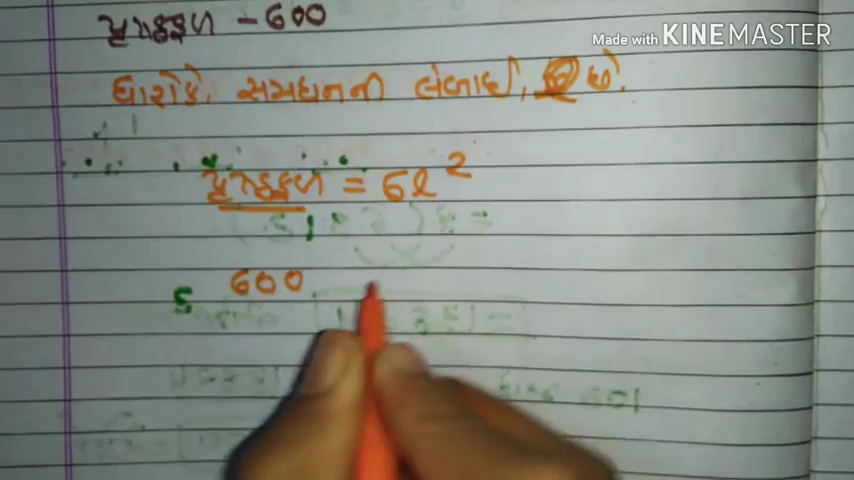 પૃષ્ઠફળ - 600
Made with KINEMASTER
ધારોકે, સમઘનની લંબાઈ, છે.
પૃષ્ઠફળ = 6l²
600